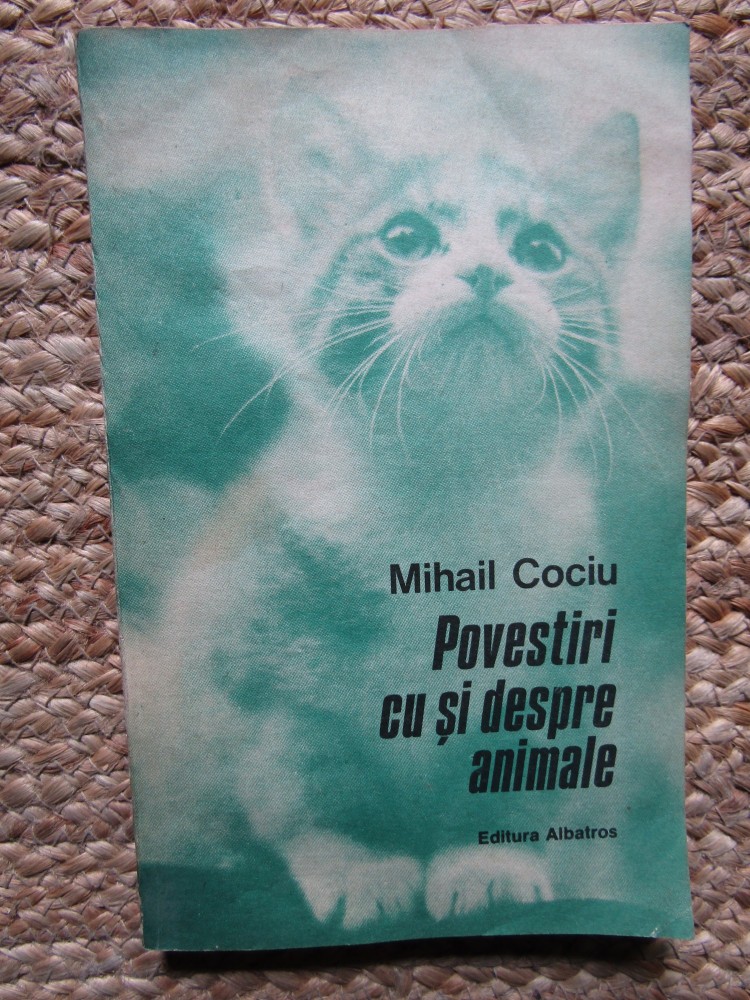 Mihail Cociu
Povestiri
cu și despre
animale
Editura Albatros